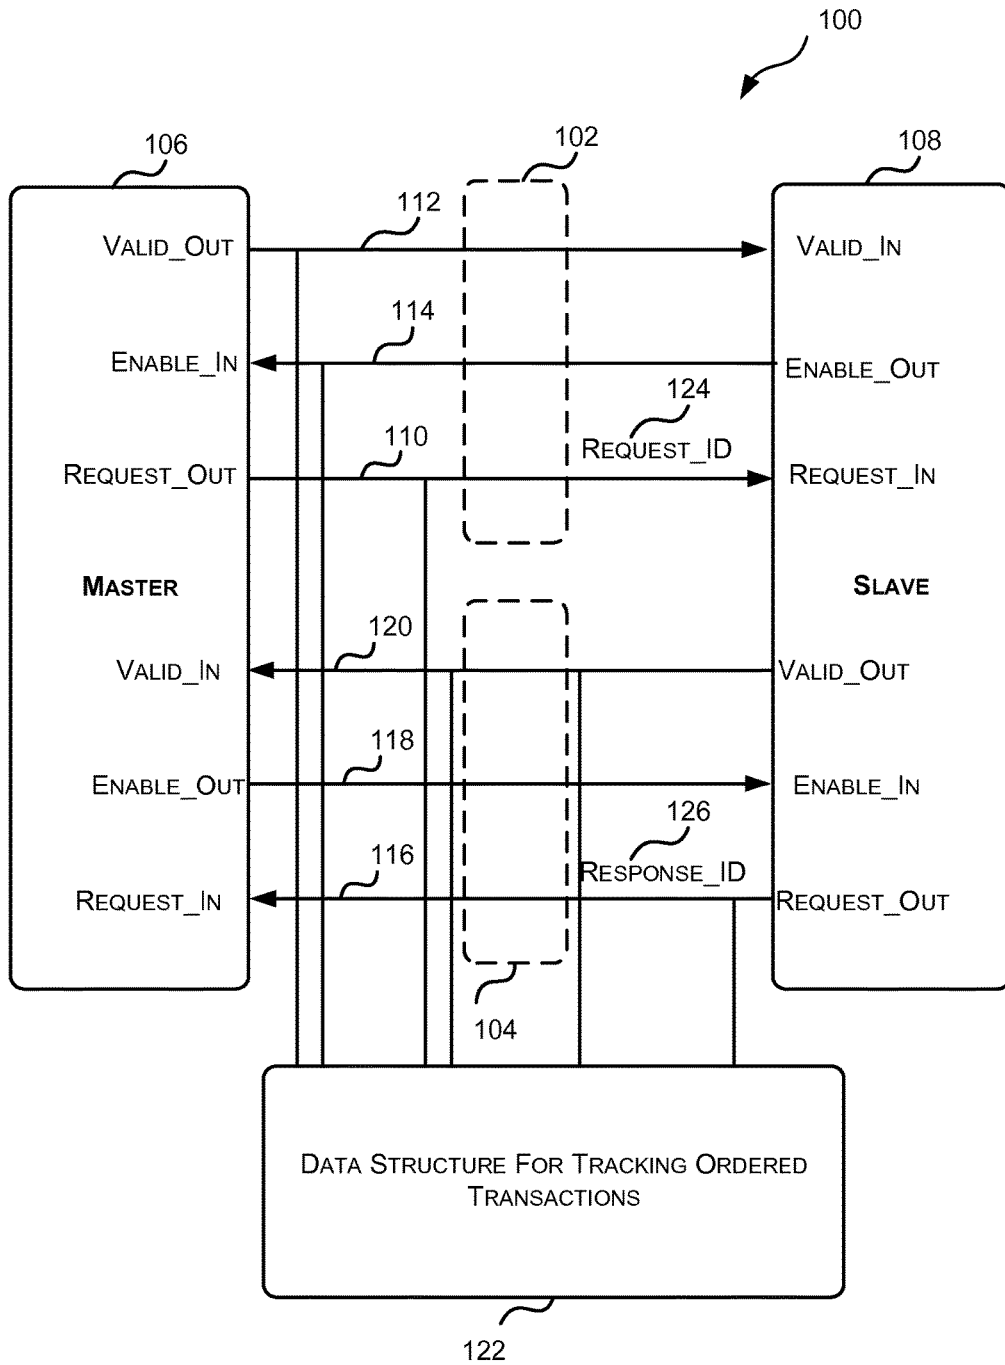 100
106
102
108
112
VALID_OUT
VALID_IN
114
ENABLE_IN
ENABLE_OUT
124
REQUEST_ID
110
REQUEST_OUT
REQUEST_IN
MASTER
SLAVE
120
VALID_IN
VALID_OUT
118
ENABLE_OUT
ENABLE_IN
126
RESPONSE_ID
116
REQUEST_IN
REQUEST_OUT
104
DATA STRUCTURE FOR TRACKING ORDERED
TRANSACTIONS
122